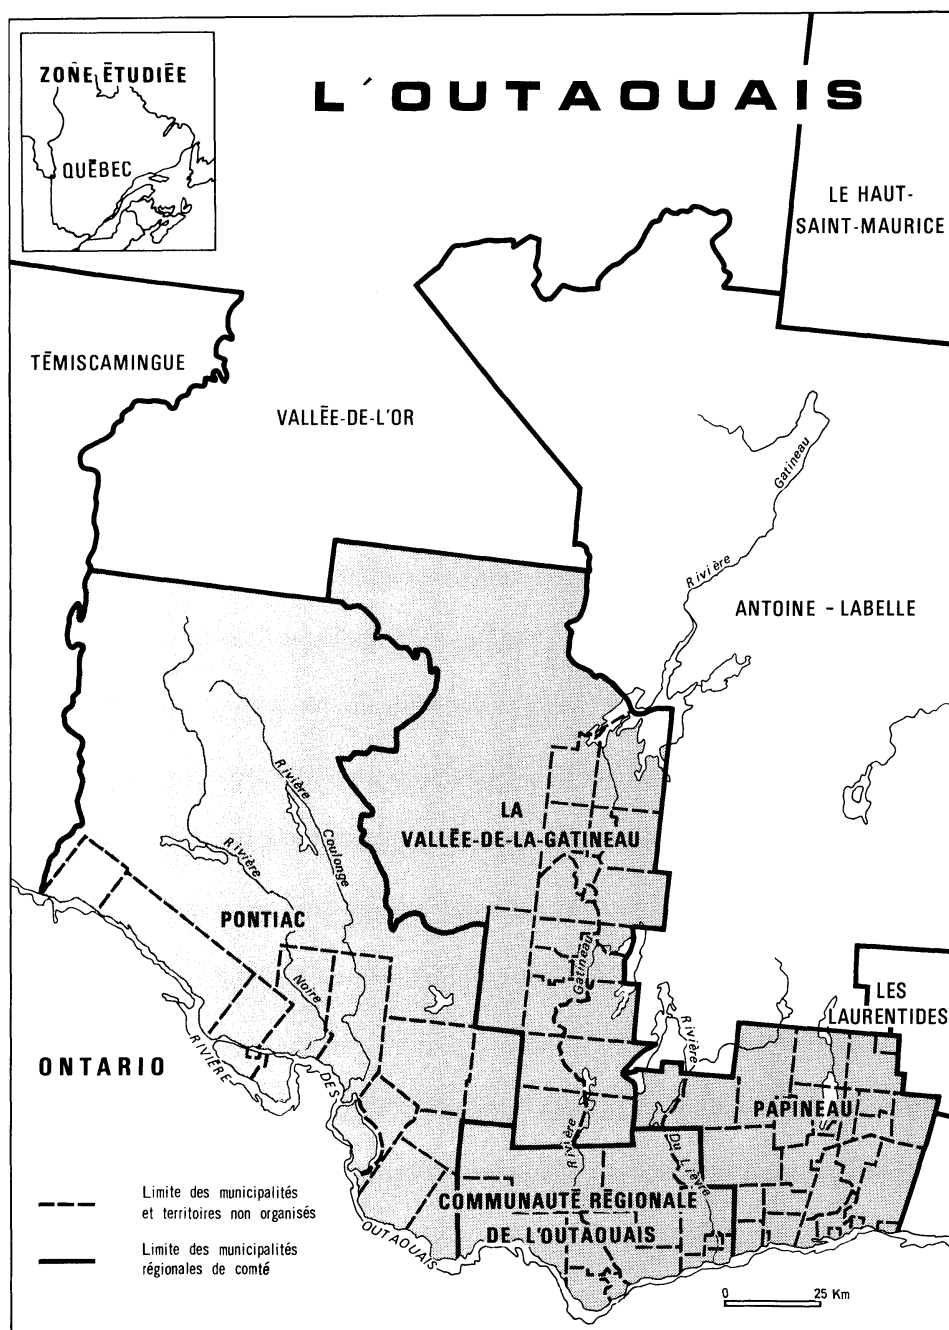 ZONE ÉTUDIÉE
QUÉBEC
L'OUTAOUAIS
LE HAUT-
SAINT-MAURICE
TÉMISCAMINGUE
VALLÉE-DE-L'OR
Rivière Gatineau
ANTOINE - LABELLE
LA
VALLÉE-DE-LA-GATINEAU
Rivière Coulonge
Rivière Noire
PONTIAC
Rivière Gatineau
Rivière Du Lièvre
LES
LAURENTIDES
ONTARIO
RIVIÈRE DES OUTAOUAIS
PAPINEAU
COMMUNAUTÉ RÉGIONALE
DE L'OUTAOUAIS
Limite des municipalités
et territoires non organisés
Limite des municipalités
régionales de comté
0 25 Km